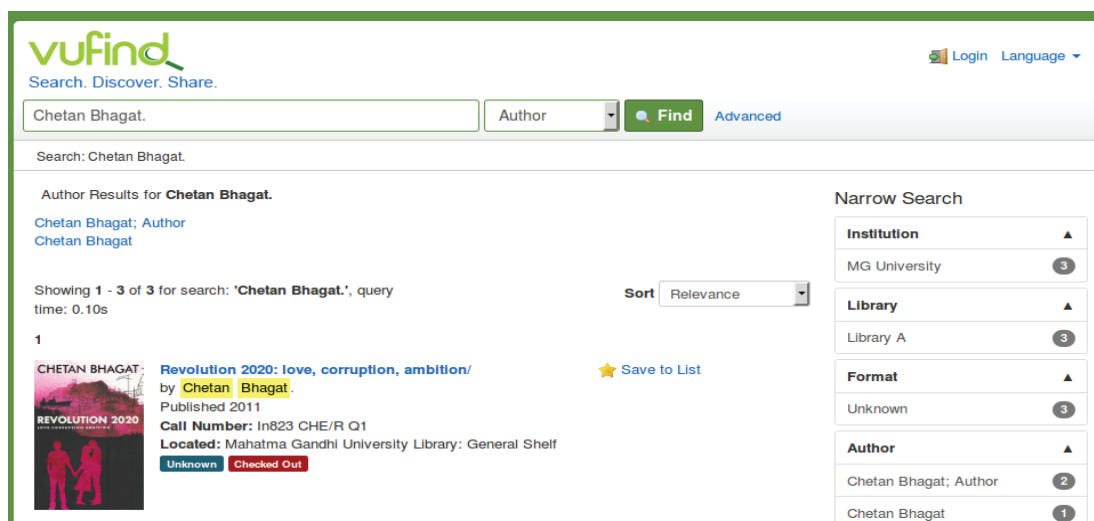 vufind
Search. Discover. Share.
Login Language
Chetan Bhagat. Author Find Advanced
Search: Chetan Bhagat.
Author Results for Chetan Bhagat.
Chetan Bhagat; Author
Chetan Bhagat
Showing 1 - 3 of 3 for search: 'Chetan Bhagat.', query
time: 0.10s
Sort Relevance
1
CHETAN BHAGAT
REVOLUTION 2020
Revolution 2020: love, corruption, ambition/
by Chetan Bhagat.
Published 2011
Call Number: In823 CHE/R Q1
Located: Mahatma Gandhi University Library: General Shelf
Unknown Checked Out
Save to List
Narrow Search
Institution
MG University 3
Library
Library A 3
Format
Unknown 3
Author
Chetan Bhagat; Author 2
Chetan Bhagat 1